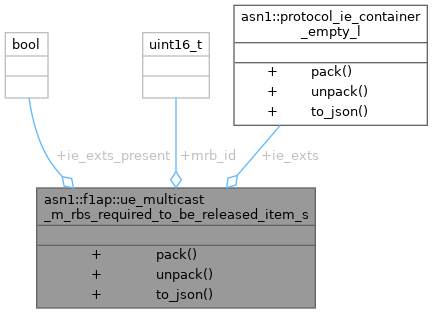 asn1::protocol_ie_container
_empty_l
bool
uint16_t
+ pack()
+ unpack()
+ to_json()
+ie_exts_present
+mrb_id
+ie_exts
asn1::f1ap::ue_multicast
_m_rbs_required_to_be_released_item_s
+ pack()
+ unpack()
+ to_json()